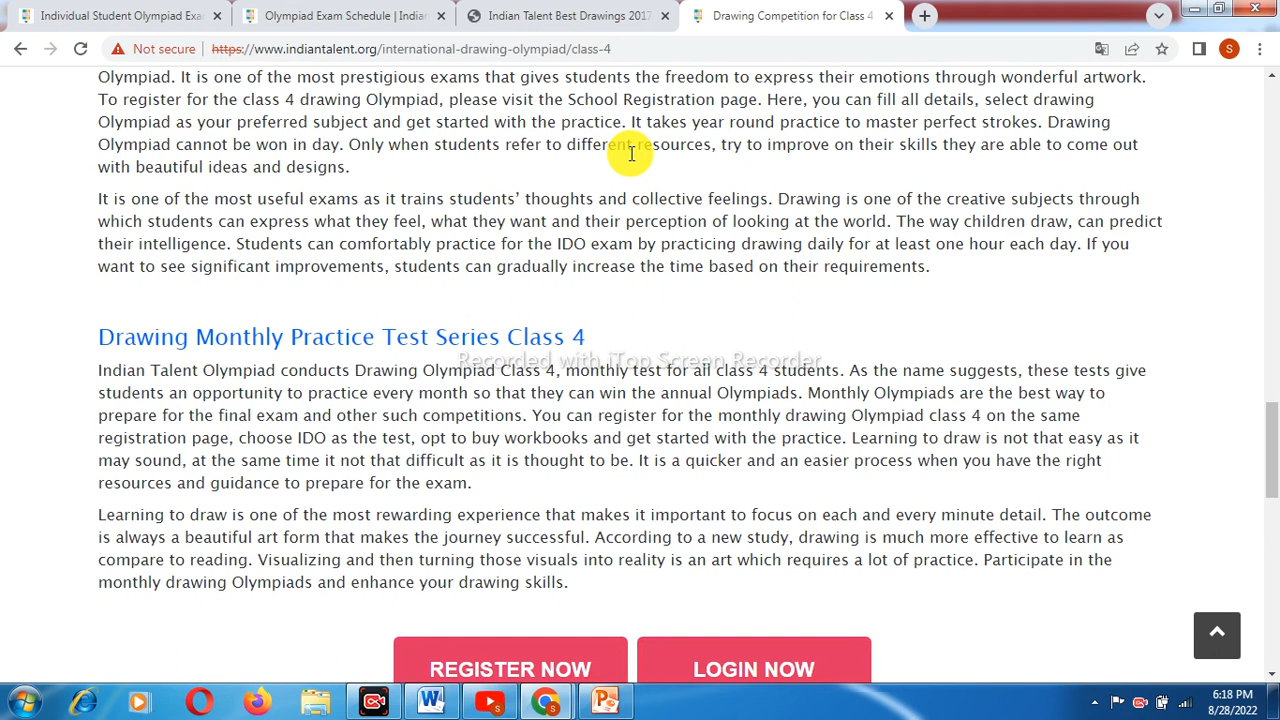 Individual Student Olympiad Exa
Olympiad Exam Schedule | India
Indian Talent Best Drawings 2017
Drawing Competition for Class 4
Not secure https://www.indiantalent.org/international-drawing-olympiad/class-4
S
Olympiad. It is one of the most prestigious exams that gives students the freedom to express their emotions through wonderful artwork.
To register for the class 4 drawing Olympiad, please visit the School Registration page. Here, you can fill all details, select drawing
Olympiad as your preferred subject and get started with the practice. It takes year round practice to master perfect strokes. Drawing
Olympiad cannot be won in day. Only when students refer to different resources, try to improve on their skills they are able to come out
with beautiful ideas and designs.
It is one of the most useful exams as it trains students' thoughts and collective feelings. Drawing is one of the creative subjects through
which students can express what they feel, what they want and their perception of looking at the world. The way children draw, can predict
their intelligence. Students can comfortably practice for the IDO exam by practicing drawing daily for at least one hour each day. If you
want to see significant improvements, students can gradually increase the time based on their requirements.
Drawing Monthly Practice Test Series Class 4
Recorded with iTop Screen Recorder
Indian Talent Olympiad conducts Drawing Olympiad Class 4, monthly test for all class 4 students. As the name suggests, these tests give
students an opportunity to practice every month so that they can win the annual Olympiads. Monthly Olympiads are the best way to
prepare for the final exam and other such competitions. You can register for the monthly drawing Olympiad class 4 on the same
registration page, choose IDO as the test, opt to buy workbooks and get started with the practice. Learning to draw is not that easy as it
may sound, at the same time it not that difficult as it is thought to be. It is a quicker and an easier process when you have the right
resources and guidance to prepare for the exam.
Learning to draw is one of the most rewarding experience that makes it important to focus on each and every minute detail. The outcome
is always a beautiful art form that makes the journey successful. According to a new study, drawing is much more effective to learn as
compare to reading. Visualizing and then turning those visuals into reality is an art which requires a lot of practice. Participate in the
monthly drawing Olympiads and enhance your drawing skills.
REGISTER NOW
LOGIN NOW
6:18 PM
8/28/2022